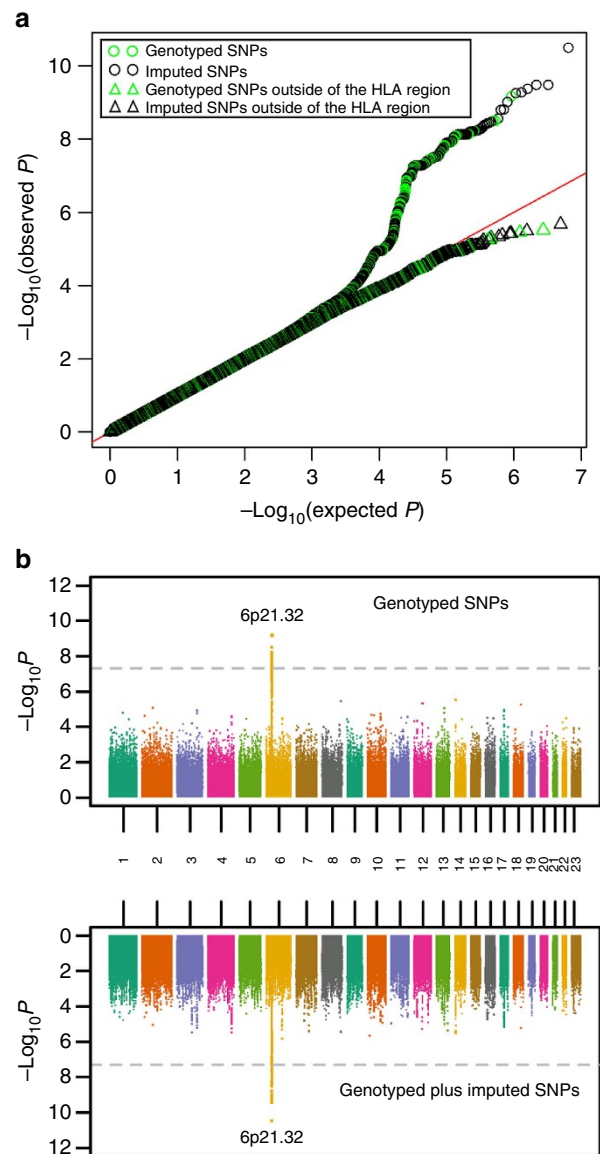 a
Genotyped SNPs
Imputed SNPs
Genotyped SNPs outside of the HLA region
Imputed SNPs outside of the HLA region
10
8
6
4
2
0
–Log10(observed P)
0 1 2 3 4 5 6 7
–Log10(expected P)
b
12
10
8
6
4
2
0
–Log10P
6p21.32
Genotyped SNPs
1 2 3 4 5 6 7 8 9 10 11 12 13 14 15 16 17 18 19 20 21 22 23
0
2
4
6
8
10
12
–Log10P
Genotyped plus imputed SNPs
6p21.32